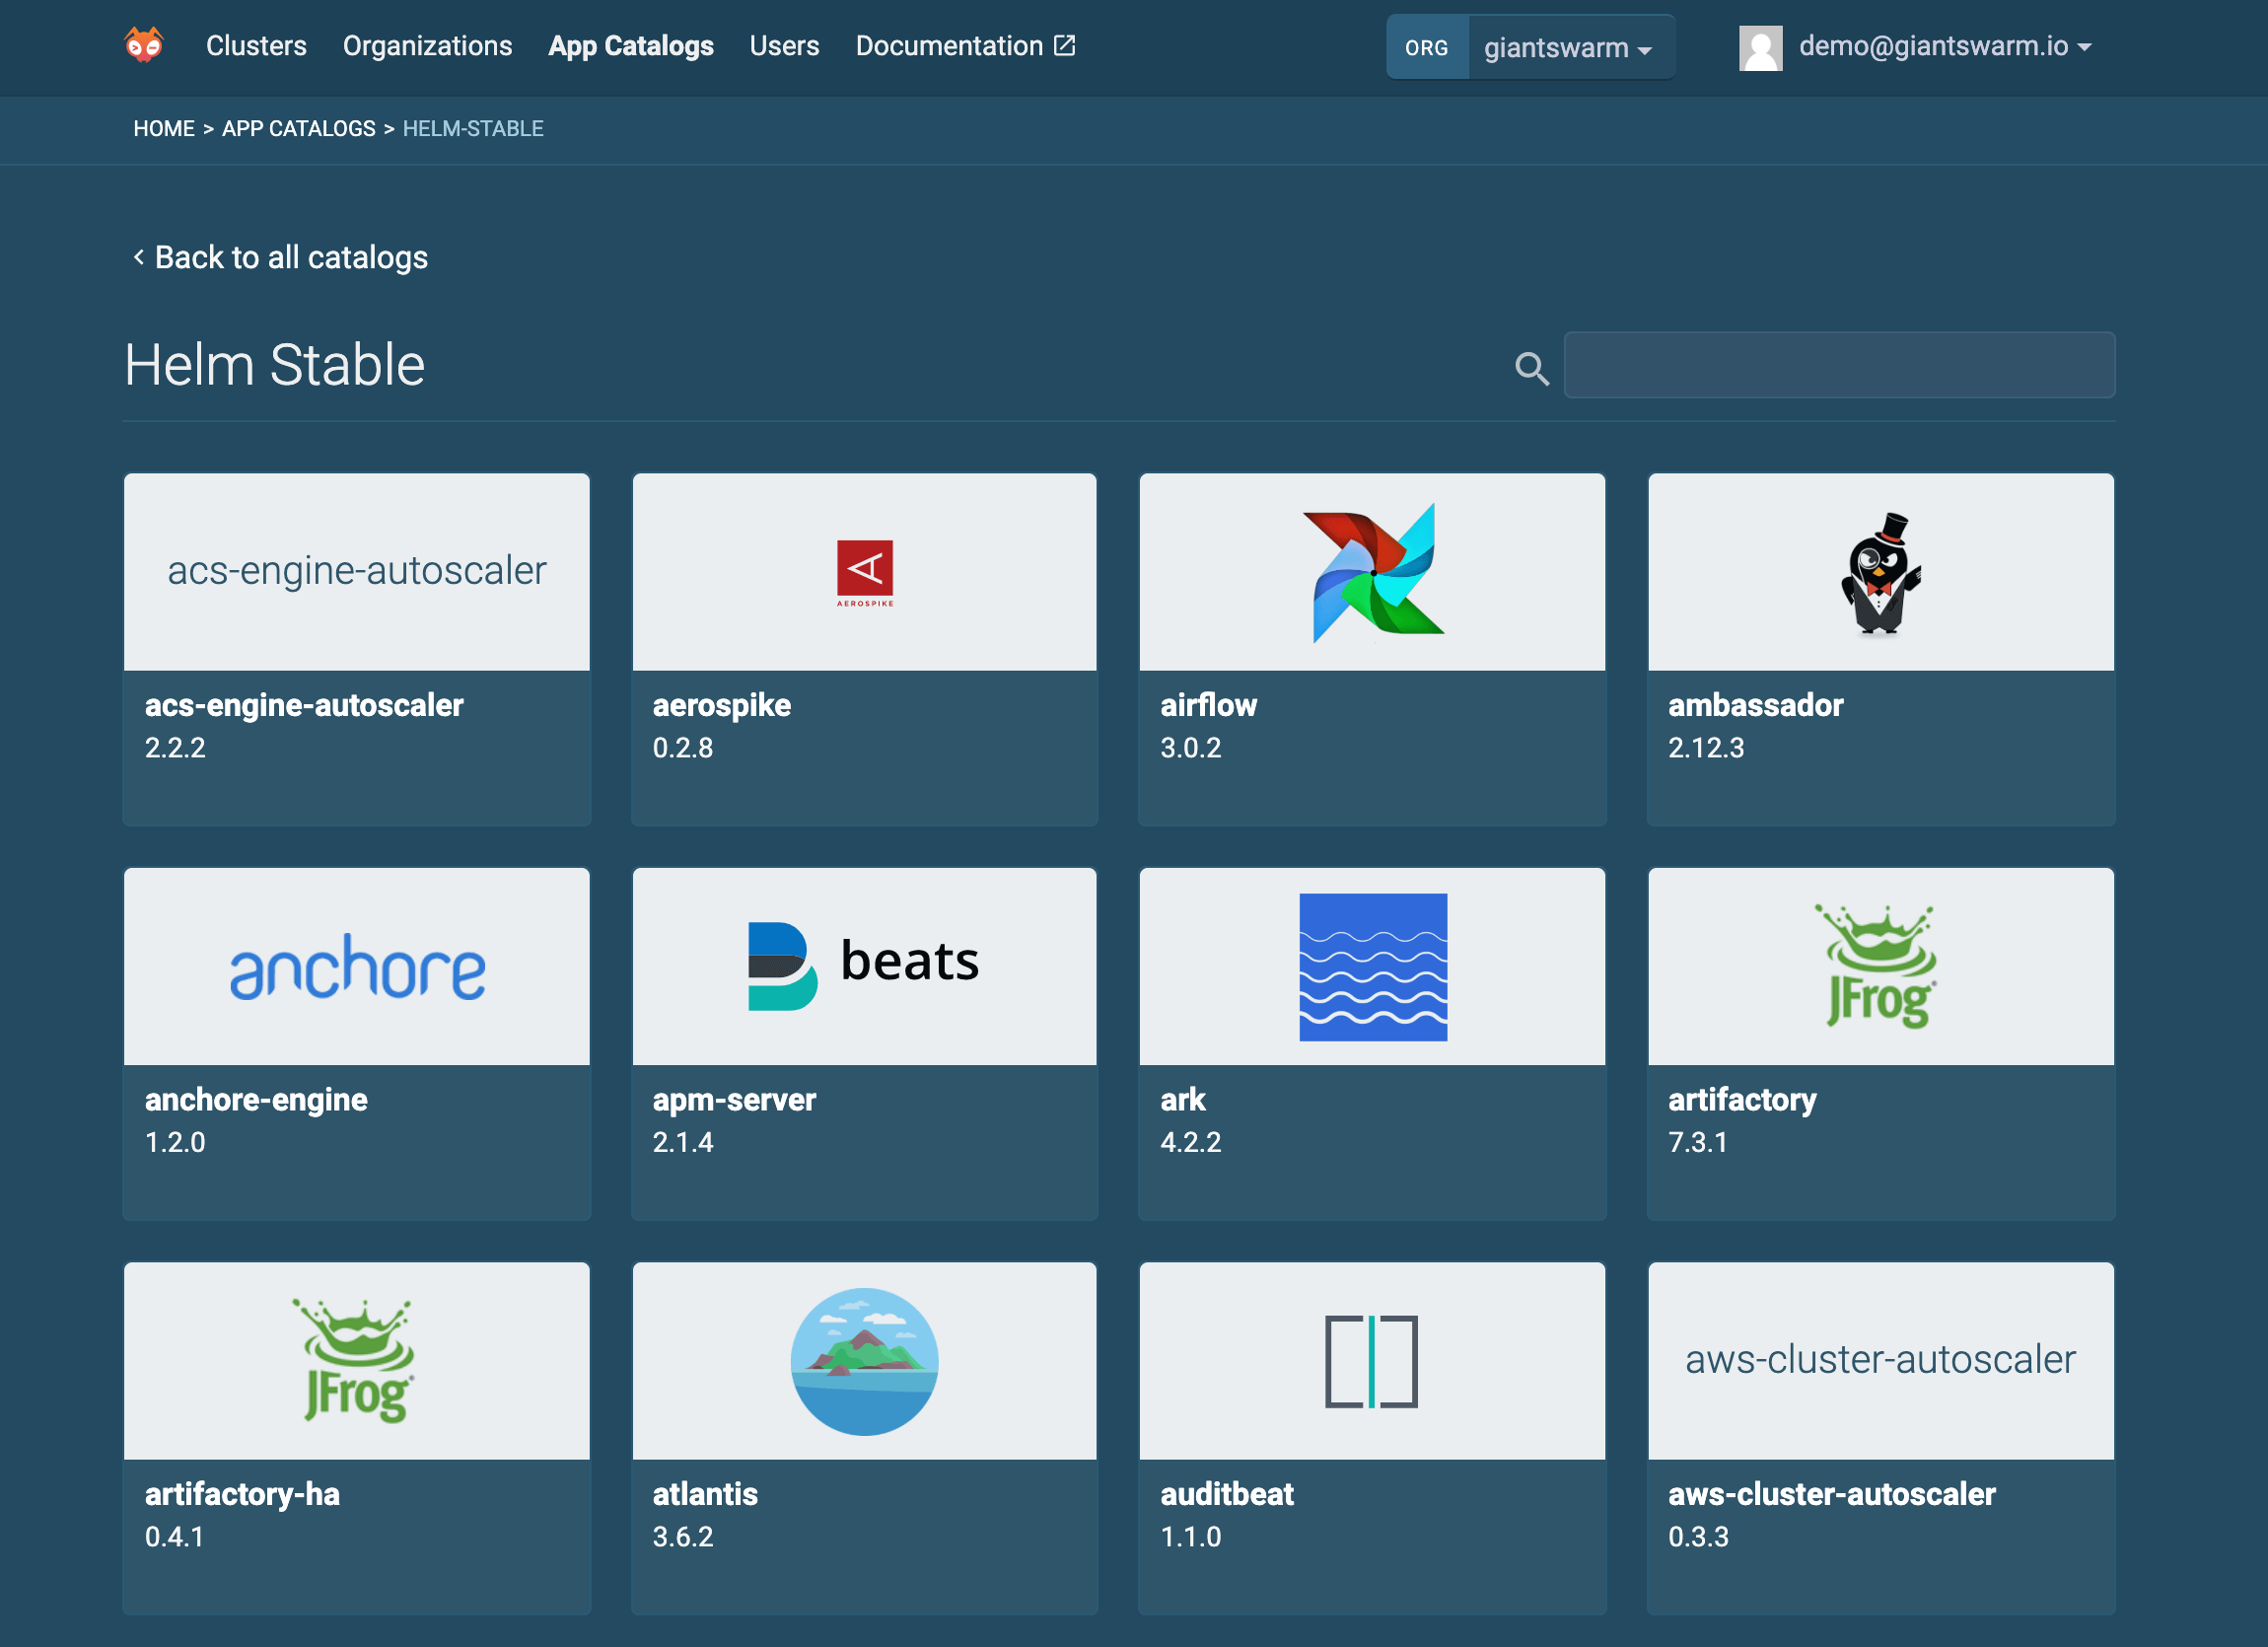 Clusters Organizations App Catalogs Users Documentation ORG giantswarm demo@giantswarm.io
HOME > APP CATALOGS > HELM-STABLE
Back to all catalogs
Helm Stable
acs-engine-autoscaler
AEROSPIKE
acs-engine-autoscaler aerospike airflow ambassador
2.2.2 0.2.8 3.0.2 2.12.3
anchore beats JFrog
anchore-engine apm-server ark artifactory
1.2.0 2.1.4 4.2.2 7.3.1
JFrog aws-cluster-autoscaler
artifactory-ha atlantis auditbeat aws-cluster-autoscaler
0.4.1 3.6.2 1.1.0 0.3.3